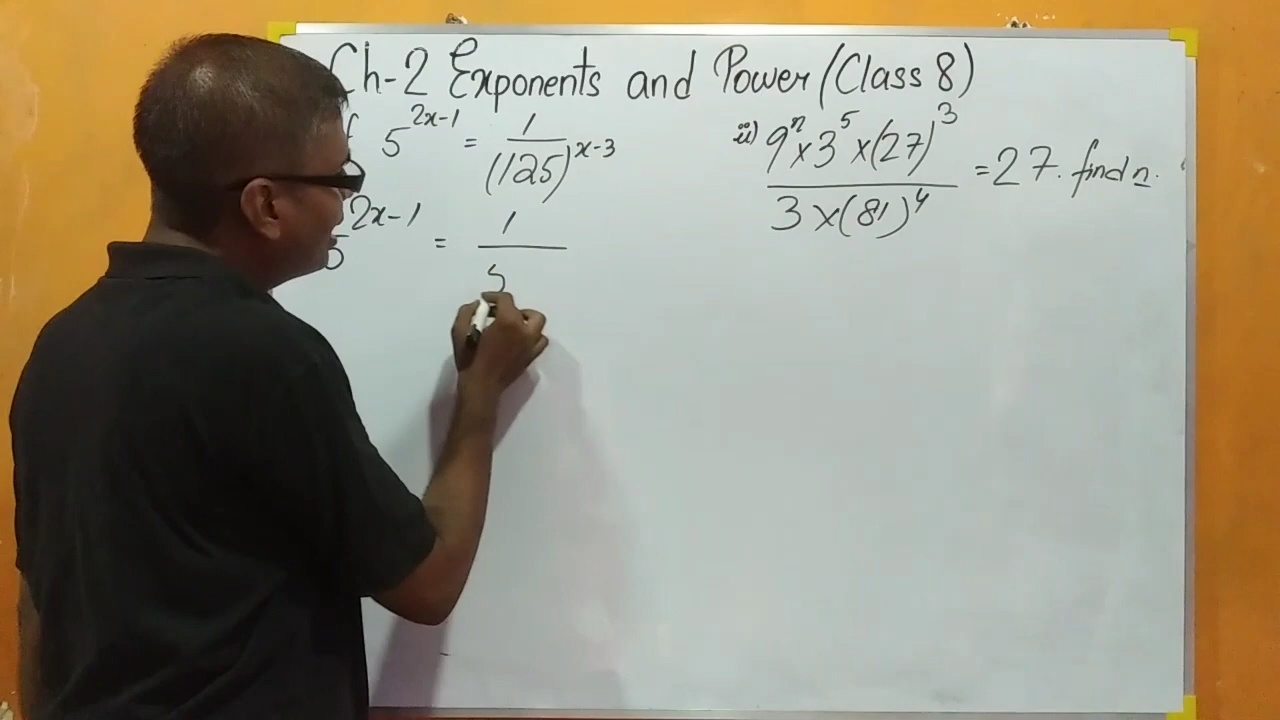 Ch-2 Exponents and Power (Class 8)
f 5^(2x-1) = 1/(125)^(x-3)
5^(2x-1) = 1/5
ii) (9^n × 3^5 × (27)^3)/(3 × (81)^4) = 27. find n.